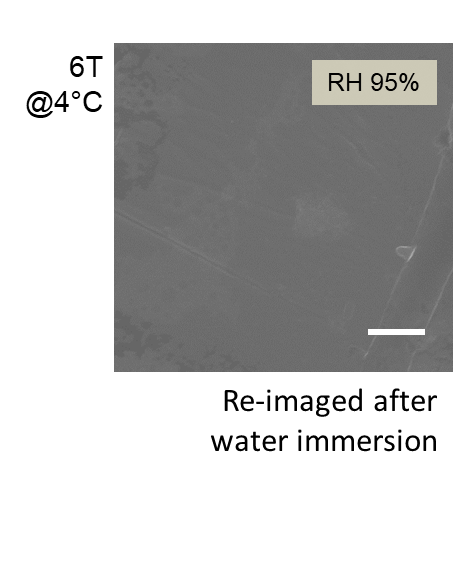 6T
@4°C
RH 95%
Re-imaged after
water immersion